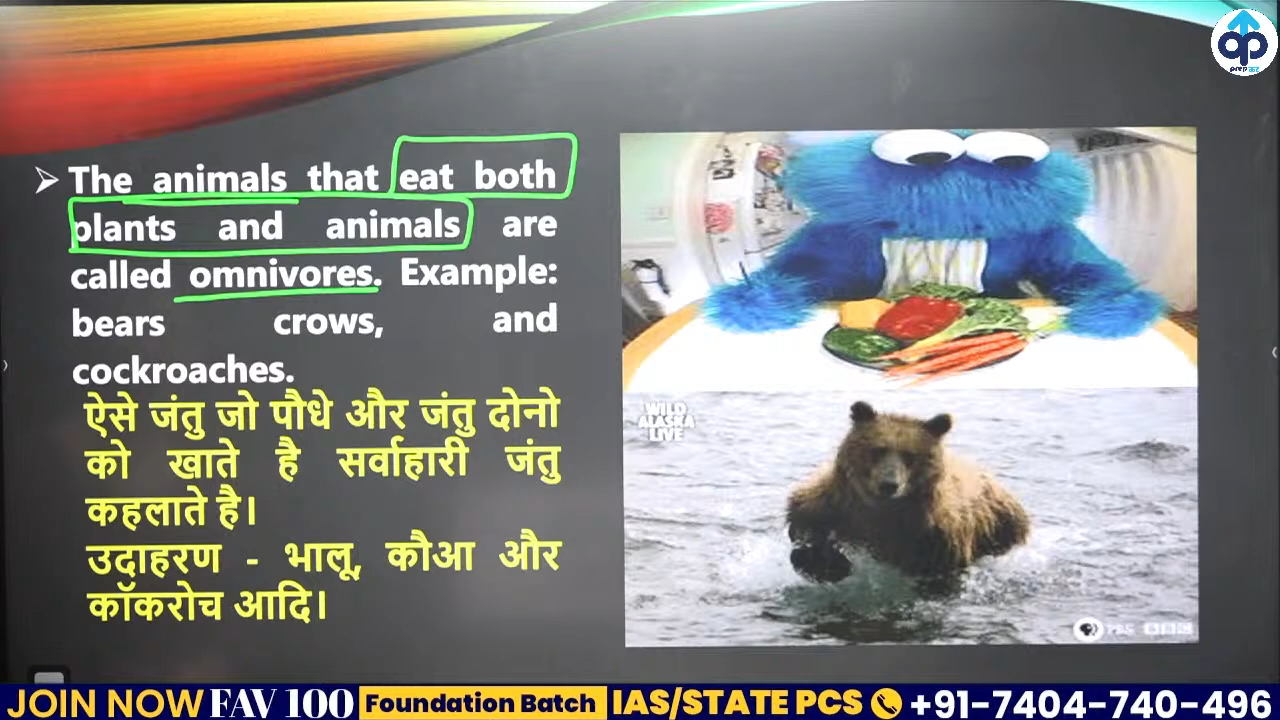 The animals that eat both
plants and animals are
called omnivores. Example:
bears crows, and
cockroaches.
ऐसे जंतु जो पौधे और जंतु दोनो
को खाते है सर्वाहारी जंतु
कहलाते है।
उदाहरण - भालू, कौआ और
कॉकरोच आदि।
WILD
ALASKA
LIVE
PBS BBC
prep
JOIN NOW FAV 100 Foundation Batch IAS/STATE PCS +91-7404-740-496